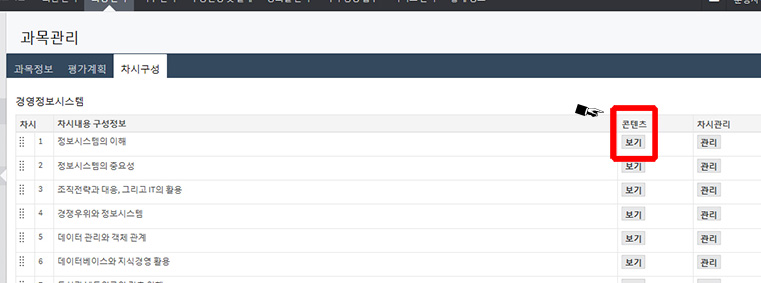 과목관리
과목정보 평가계획 차시구성
경영정보시스템
차시 차시내용 구성정보 콘텐츠 차시관리
1 정보시스템의 이해 보기 관리
2 정보시스템의 중요성 보기 관리
3 조직전략과 대응, 그리고 IT의 활용 보기 관리
4 경쟁우위와 정보시스템 보기 관리
5 데이터 관리와 객체 관계 보기 관리
6 데이터베이스와 지식경영 활용 보기 관리